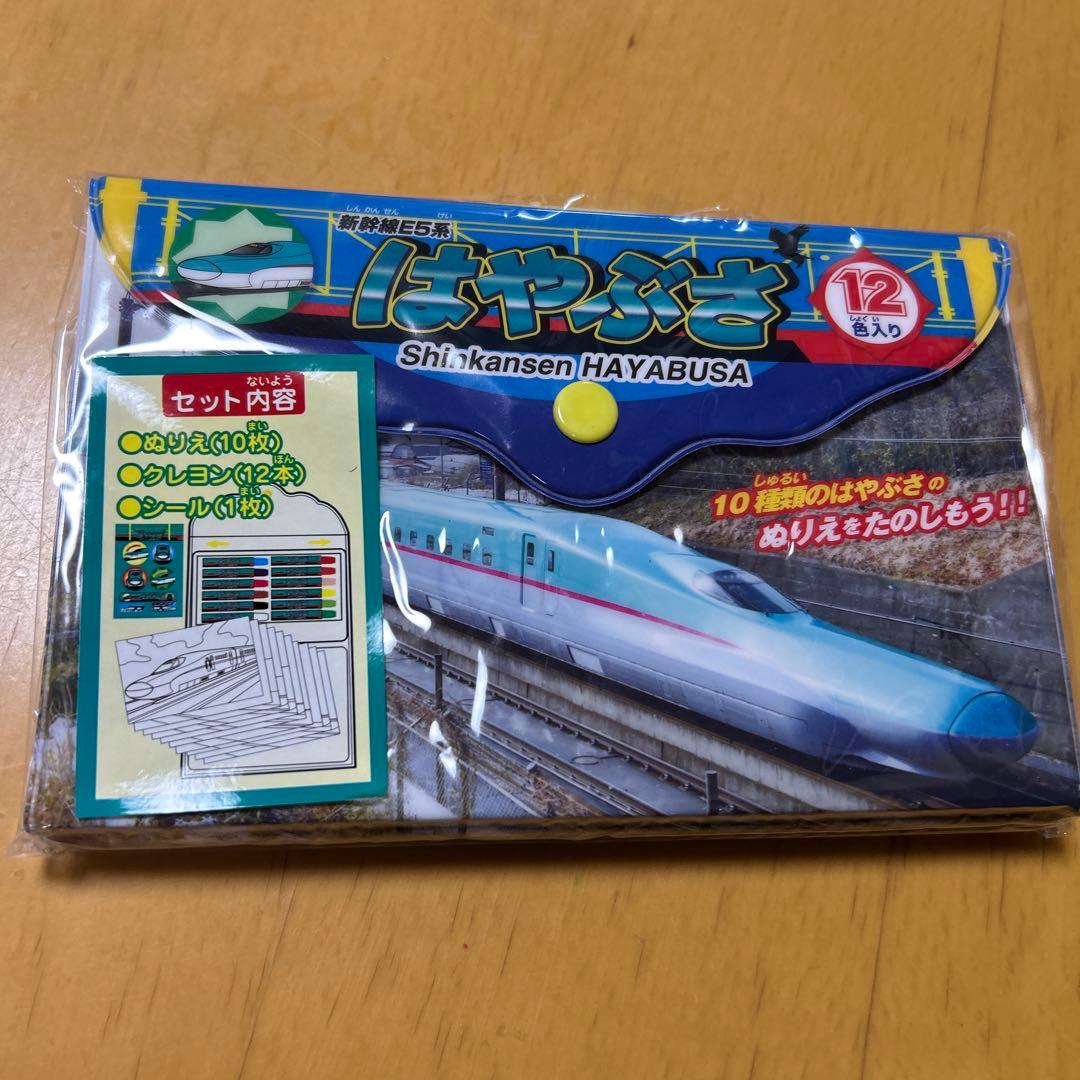 しんかんせん けい
新幹線E5系
はやぶさ
Shinkansen HAYABUSA
12
しょくい
色入り
ないよう
セット内容
まい
●ぬりえ(10枚)
ほん
●クレヨン(12本)
まい
●シール(1枚)
しゅるい
10種類のはやぶさの
ぬりえをたのしもう!!